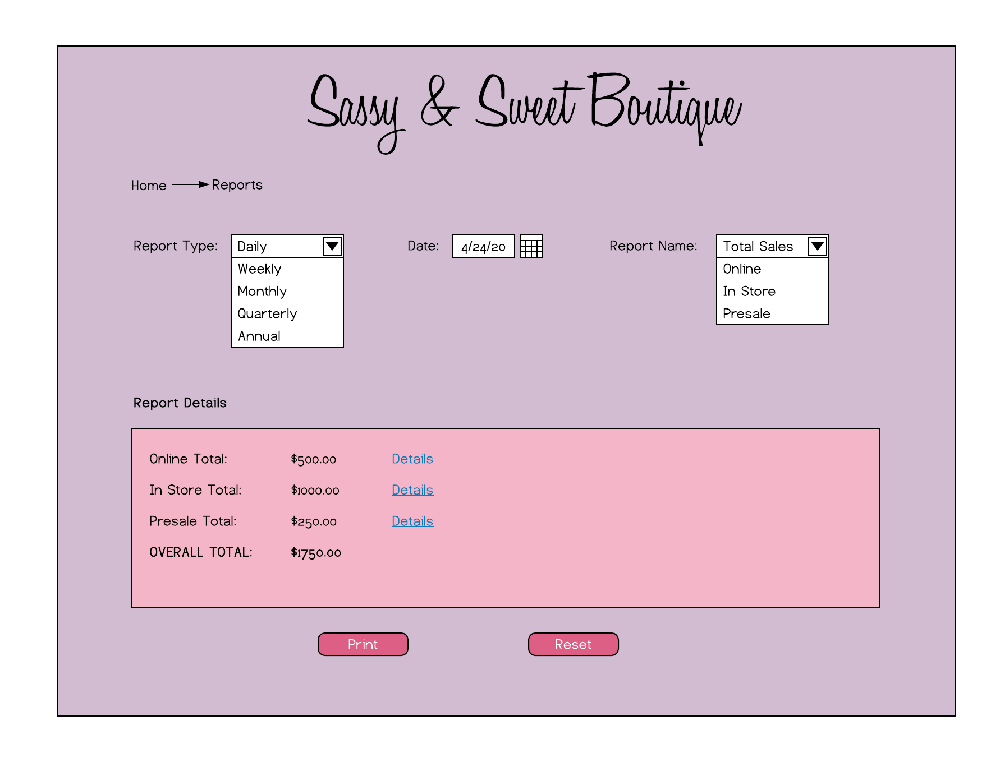 Sassy & Sweet Boutique
Home Reports
Report Type: Daily Date: 4/24/20 Report Name: Total Sales
Weekly Online
Monthly In Store
Quarterly Presale
Annual
Report Details
Online Total: $500.00 Details
In Store Total: $1000.00 Details
Presale Total: $250.00 Details
OVERALL TOTAL: $1750.00
Print Reset